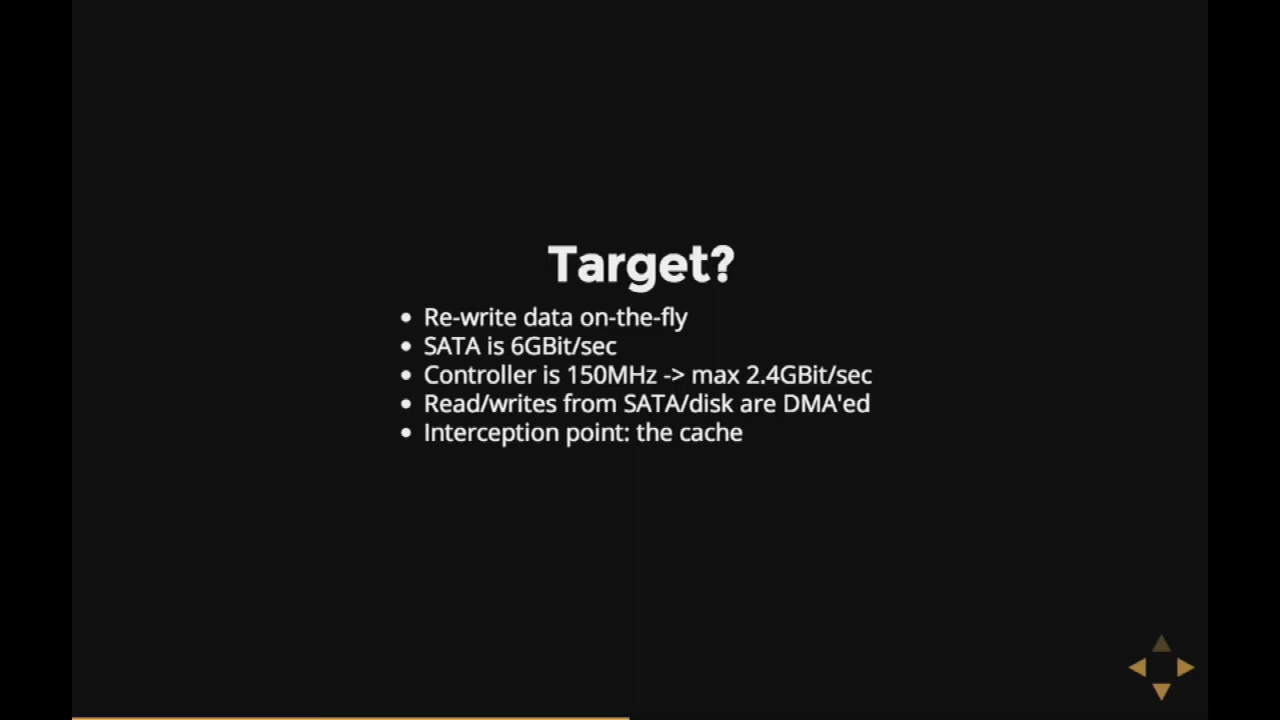 Target?
Re-write data on-the-fly
SATA is 6GBit/sec
Controller is 150MHz -> max 2.4GBit/sec
Read/writes from SATA/disk are DMA'ed
Interception point: the cache